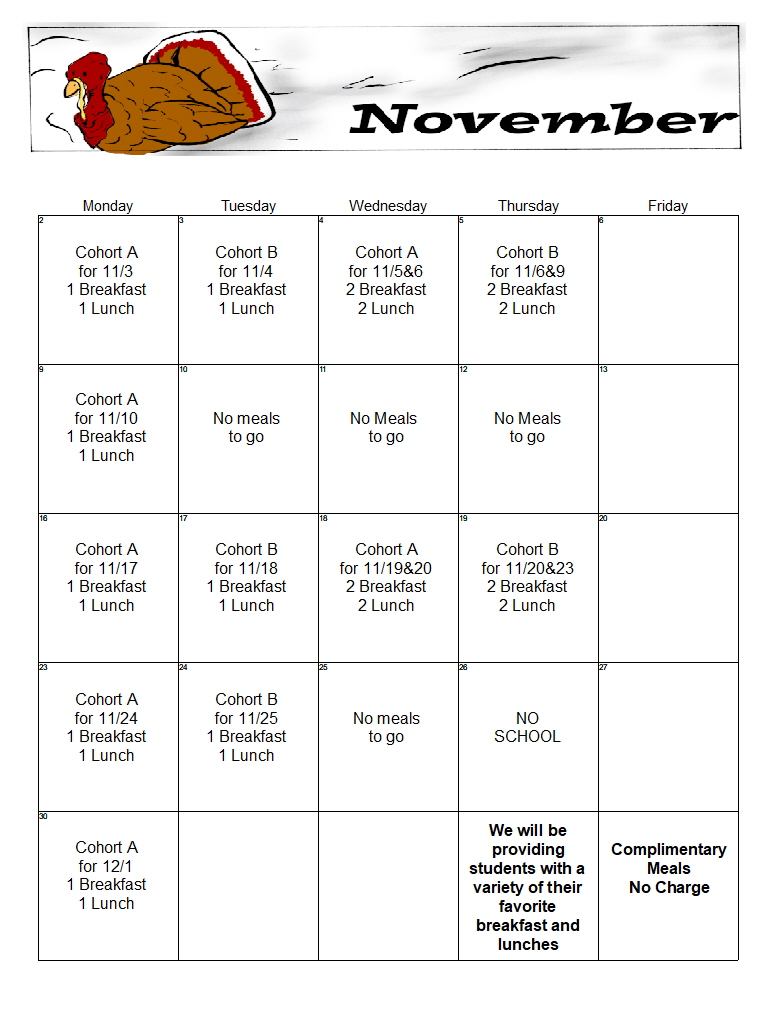 November
Monday
Tuesday
Wednesday
Thursday
Friday
2
Cohort A
for 11/3
1 Breakfast
1 Lunch
3
Cohort B
for 11/4
1 Breakfast
1 Lunch
4
Cohort A
for 11/5&6
2 Breakfast
2 Lunch
5
Cohort B
for 11/6&9
2 Breakfast
2 Lunch
6
9
Cohort A
for 11/10
1 Breakfast
1 Lunch
10
No meals
to go
11
No Meals
to go
12
No Meals
to go
13
16
Cohort A
for 11/17
1 Breakfast
1 Lunch
17
Cohort B
for 11/18
1 Breakfast
1 Lunch
18
Cohort A
for 11/19&20
2 Breakfast
2 Lunch
19
Cohort B
for 11/20&23
2 Breakfast
2 Lunch
20
23
Cohort A
for 11/24
1 Breakfast
1 Lunch
24
Cohort B
for 11/25
1 Breakfast
1 Lunch
25
No meals
to go
26
NO
SCHOOL
27
30
Cohort A
for 12/1
1 Breakfast
1 Lunch
We will be
providing
students with a
variety of their
favorite
breakfast and
lunches
Complimentary
Meals
No Charge